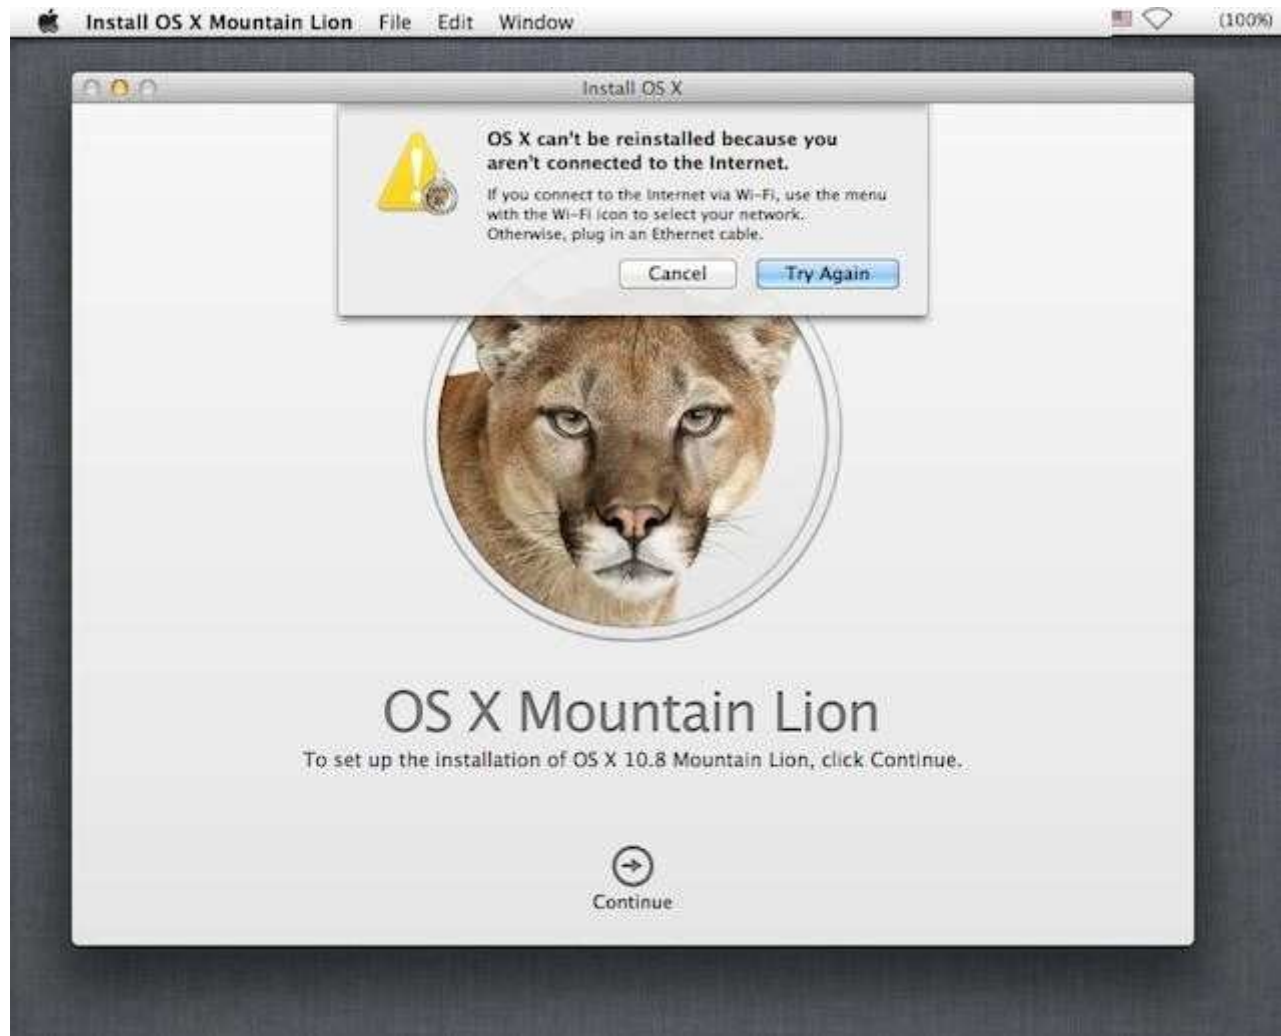 Install OS X Mountain Lion File Edit Window (100%)
Install OS X
OS X can't be reinstalled because you
aren't connected to the Internet.
If you connect to the Internet via Wi-Fi, use the menu
with the Wi-Fi icon to select your network.
Otherwise, plug in an Ethernet cable.
Cancel Try Again
OS X Mountain Lion
To set up the installation of OS X 10.8 Mountain Lion, click Continue.
Continue